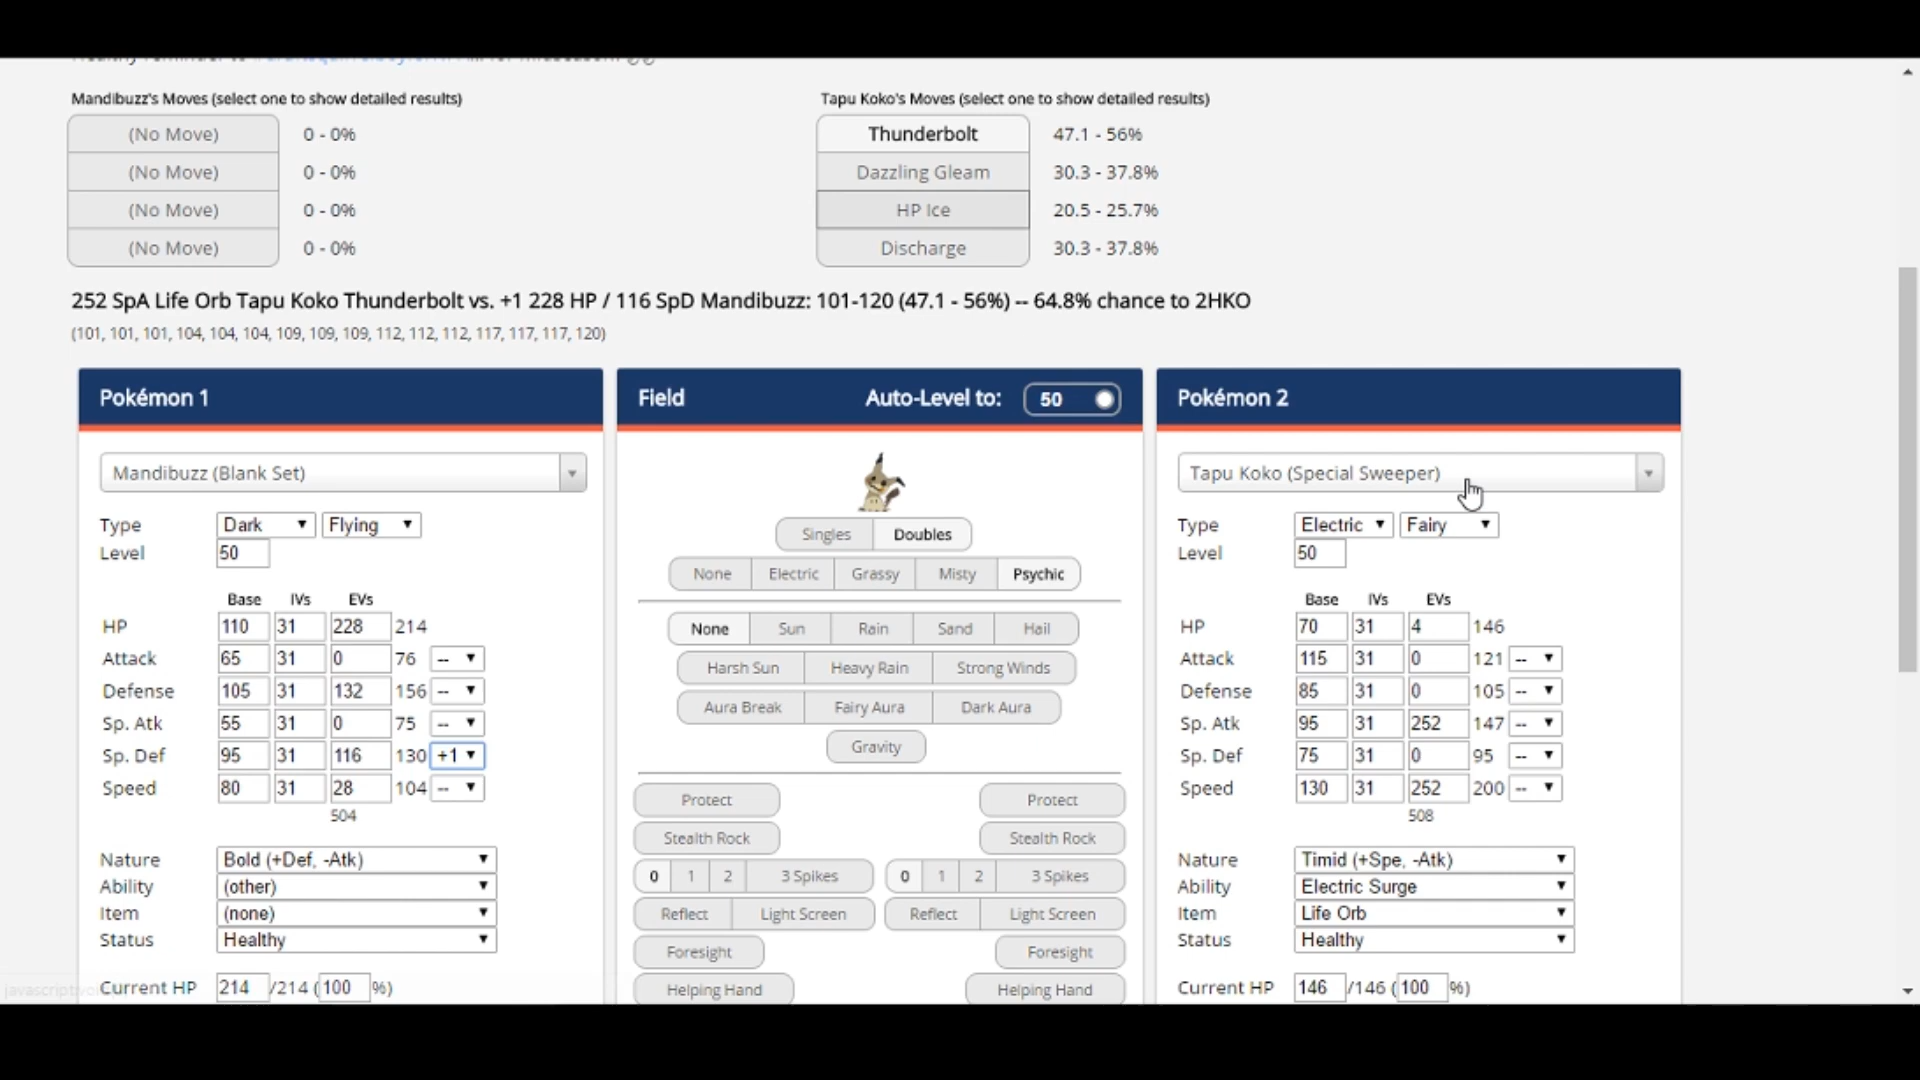 Mandibuzz's Moves (select one to show detailed results)
(No Move) 0 - 0%
(No Move) 0 - 0%
(No Move) 0 - 0%
(No Move) 0 - 0%
Tapu Koko's Moves (select one to show detailed results)
Thunderbolt 47.1 - 56%
Dazzling Gleam 30.3 - 37.8%
HP Ice 20.5 - 25.7%
Discharge 30.3 - 37.8%
252 SpA Life Orb Tapu Koko Thunderbolt vs. +1 228 HP / 116 SpD Mandibuzz: 101-120 (47.1 - 56%) -- 64.8% chance to 2HKO
(101, 101, 101, 104, 104, 104, 109, 109, 109, 112, 112, 112, 117, 117, 117, 120)
Pokémon 1
Mandibuzz (Blank Set)
Type Dark Flying
Level 50
Base IVs EVs
HP 110 31 228 214
Attack 65 31 0 76 --
Defense 105 31 132 156 --
Sp. Atk 55 31 0 75 --
Sp. Def 95 31 116 130 +1
Speed 80 31 28 104 --
504
Nature Bold (+Def, -Atk)
Ability (other)
Item (none)
Status Healthy
Current HP 214 /214 (100 %)
Field Auto-Level to: 50
Singles Doubles
None Electric Grassy Misty Psychic
None Sun Rain Sand Hail
Harsh Sun Heavy Rain Strong Winds
Aura Break Fairy Aura Dark Aura
Gravity
Protect Protect
Stealth Rock Stealth Rock
0 1 2 3 Spikes 0 1 2 3 Spikes
Reflect Light Screen Reflect Light Screen
Foresight Foresight
Helping Hand Helping Hand
Pokémon 2
Tapu Koko (Special Sweeper)
Type Electric Fairy
Level 50
Base IVs EVs
HP 70 31 4 146
Attack 115 31 0 121 --
Defense 85 31 0 105 --
Sp. Atk 95 31 252 147 --
Sp. Def 75 31 0 95 --
Speed 130 31 252 200 --
508
Nature Timid (+Spe, -Atk)
Ability Electric Surge
Item Life Orb
Status Healthy
Current HP 146 /146 (100 %)